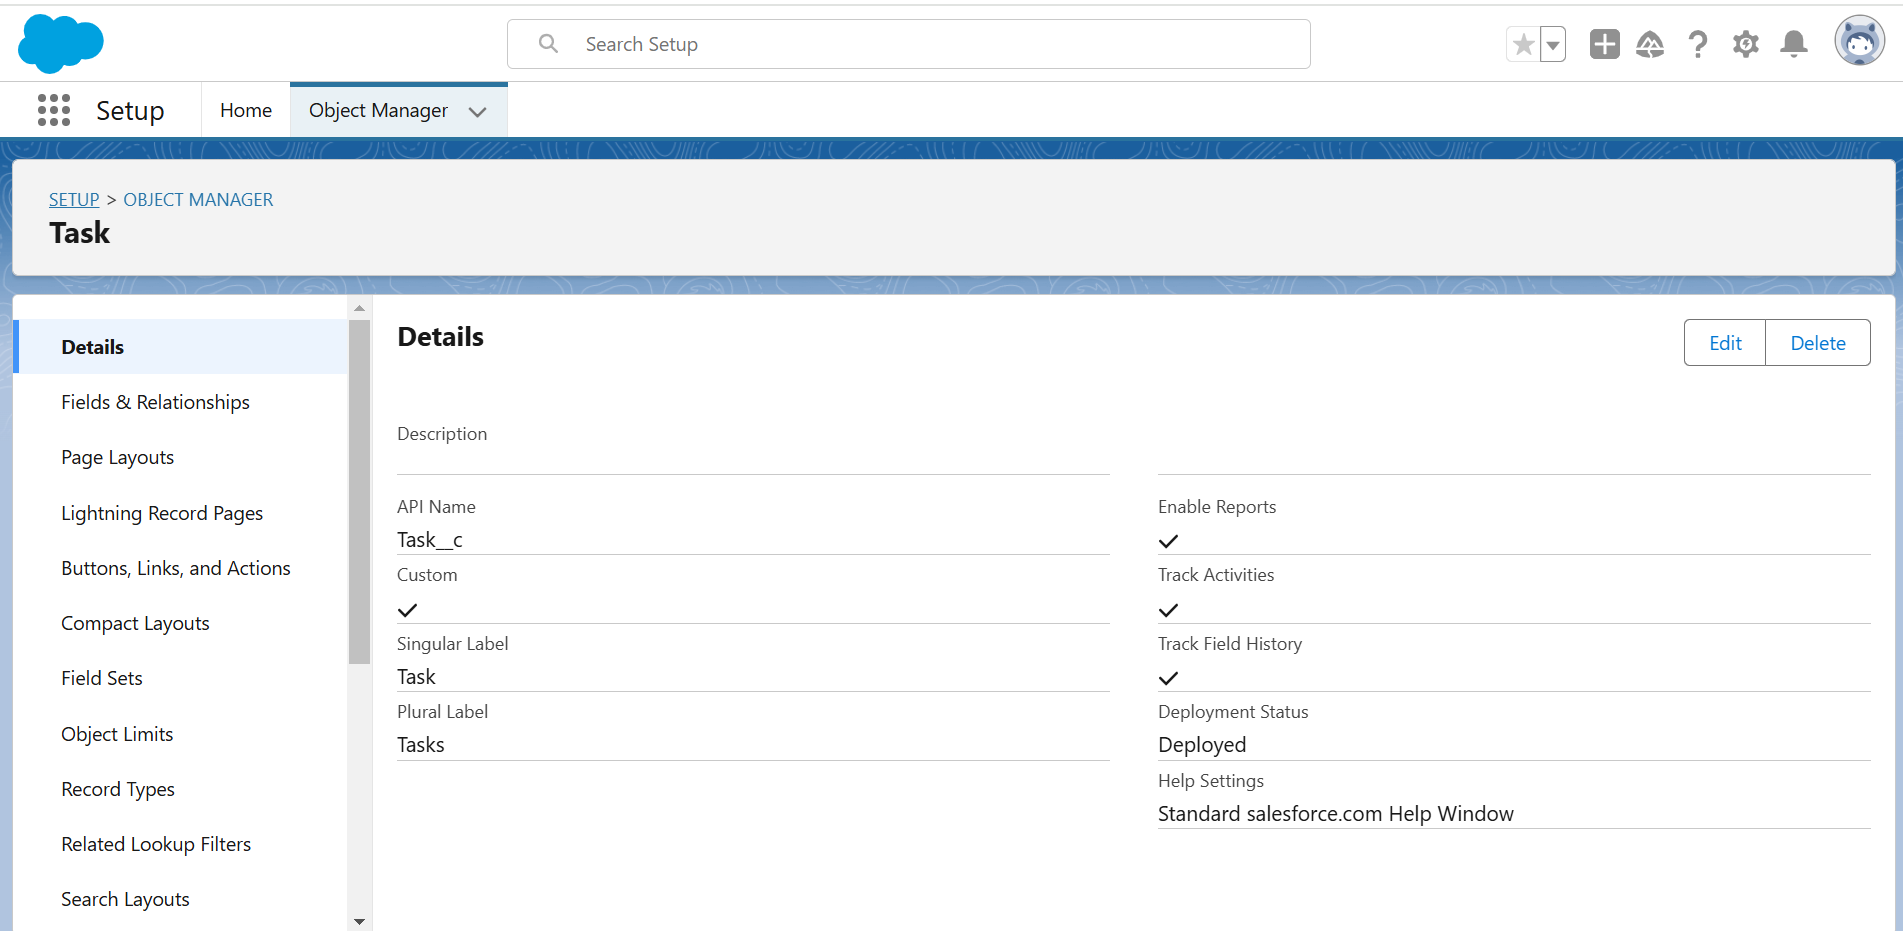 Search Setup
Setup
Home
Object Manager
SETUP > OBJECT MANAGER
Task
Details
Fields & Relationships
Page Layouts
Lightning Record Pages
Buttons, Links, and Actions
Compact Layouts
Field Sets
Object Limits
Record Types
Related Lookup Filters
Search Layouts
Details
Edit
Delete
Description
API Name
Task__c
Custom
Singular Label
Task
Plural Label
Tasks
Enable Reports
Track Activities
Track Field History
Deployment Status
Deployed
Help Settings
Standard salesforce.com Help Window